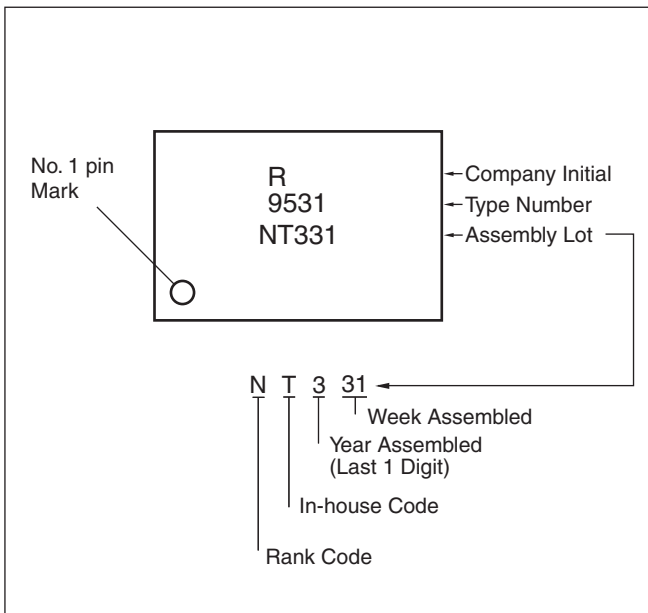 No. 1 pin
Mark
R
9531
NT331
Company Initial
Type Number
Assembly Lot
N T 3 31
Week Assembled
Year Assembled
(Last 1 Digit)
In-house Code
Rank Code